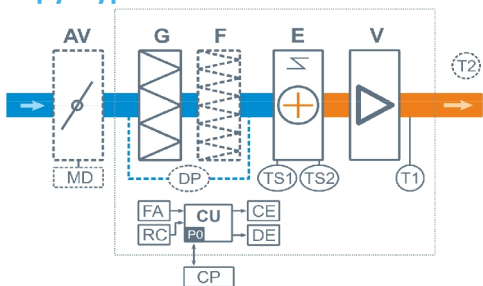 AV G F E V
T2
MD DP TS1 TS2 T1
FA CU CE
RC P0 DE
CP